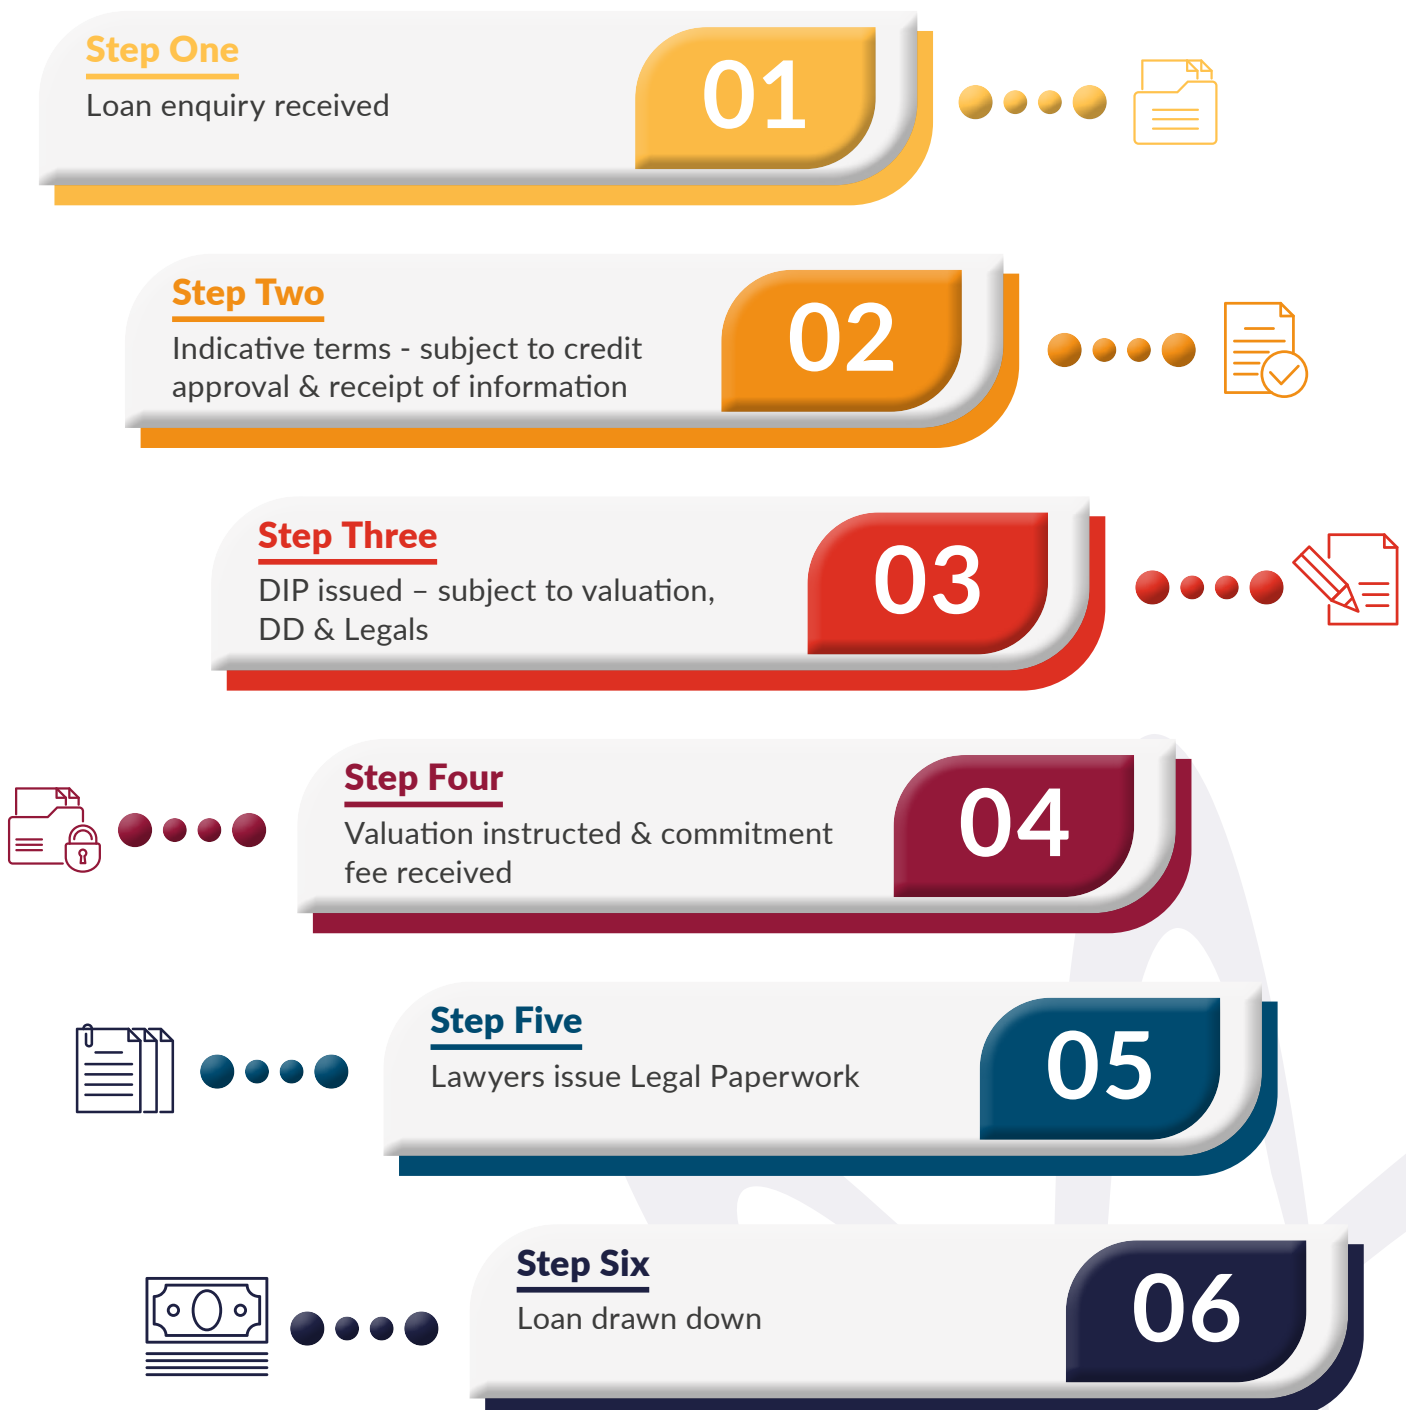 Step One
Loan enquiry received
01
Step Two
Indicative terms - subject to credit
approval & receipt of information
02
Step Three
DIP issued – subject to valuation,
DD & Legals
03
Step Four
Valuation instructed & commitment
fee received
04
Step Five
Lawyers issue Legal Paperwork
05
Step Six
Loan drawn down
06